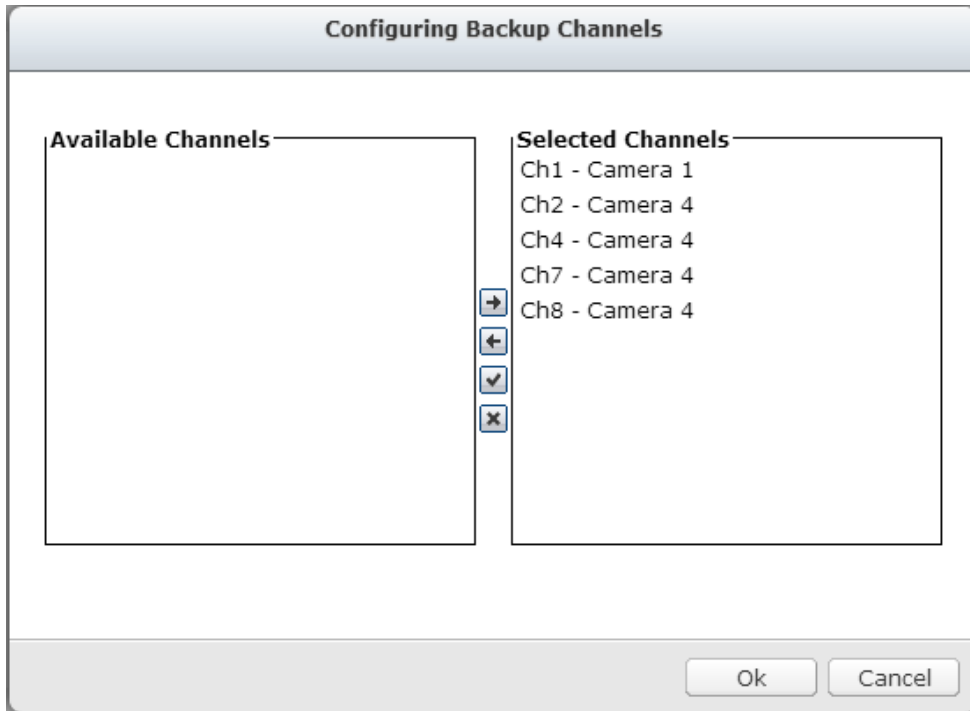 Configuring Backup Channels
Available Channels
Selected Channels
Ch1 - Camera 1
Ch2 - Camera 4
Ch4 - Camera 4
Ch7 - Camera 4
Ch8 - Camera 4
Ok
Cancel